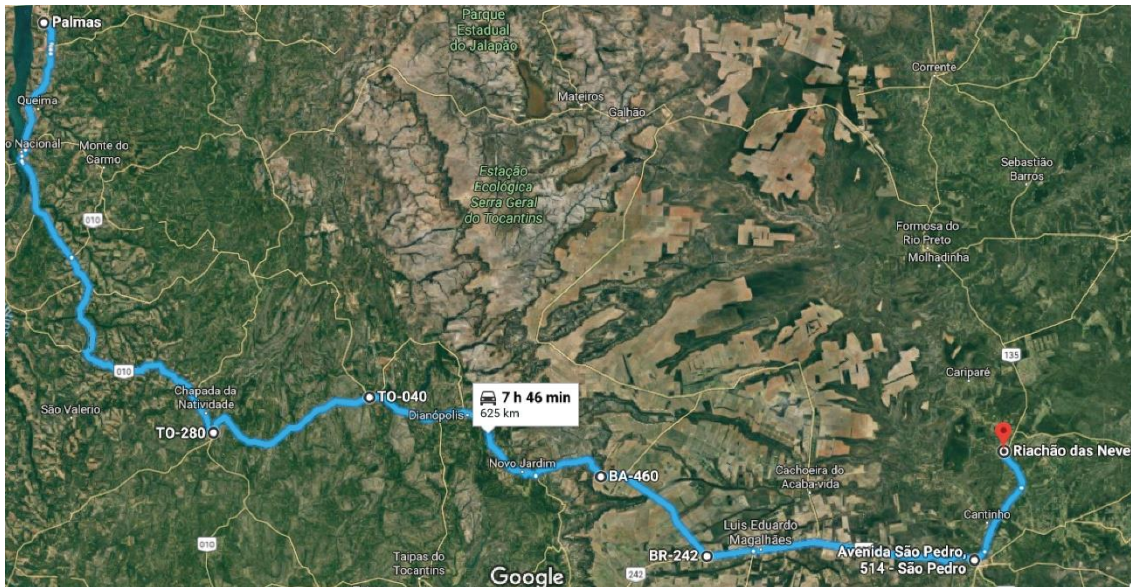 Palmas
Parque
Estadual
do Jalapão
Corrente
Mateiros
Galhão
Queima
o Nacional
Monte do
Carmo
Sebastião
Barros
Estação
Ecológica
Serra Geral
do Tocantins
010
Formosa do
Rio Preto
Molhadinha
135
Cariparé
010
Chapada da
Natividade
TO-040
7 h 46 min
625 km
São Valerio
Dianópolis
TO-280
Riachão das Neve
Novo Jardim
BA-460
Cachoeira do
Acaba-vida
Cantinho
Luis Eduardo
Magalhães
010
BR-242
Avenida São Pedro,
514 - São Pedro
Taipas do
Tocantins
Google
242